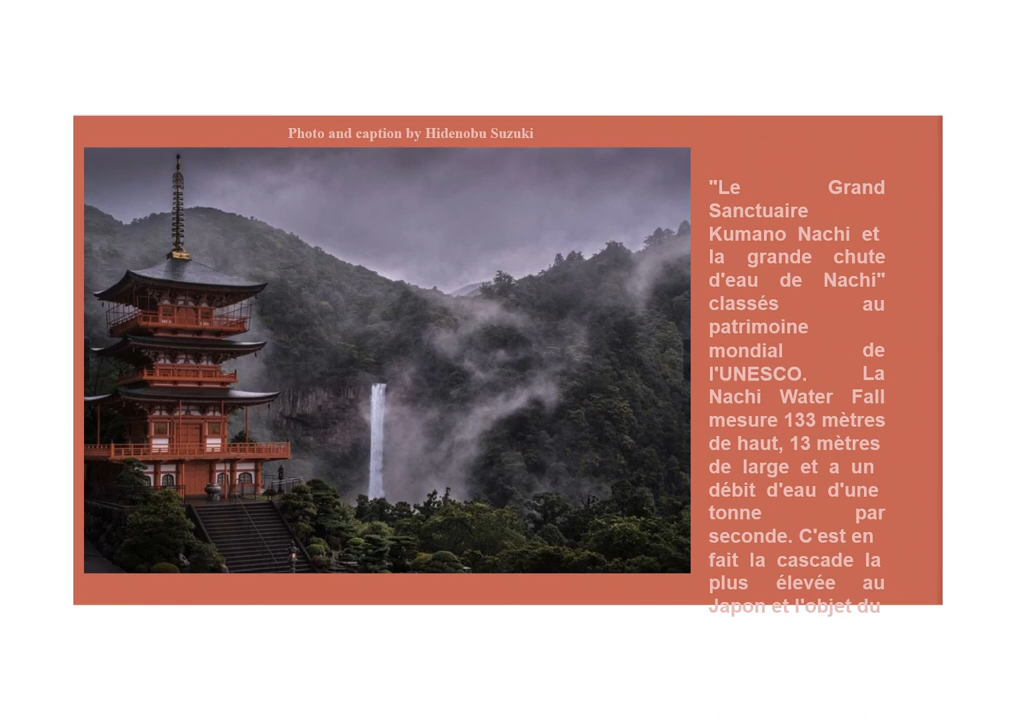 Photo and caption by Hidenobu Suzuki
"Le Grand
Sanctuaire
Kumano Nachi et
la grande chute
d'eau de Nachi"
classés au
patrimoine
mondial de
l'UNESCO. La
Nachi Water Fall
mesure 133 mètres
de haut, 13 mètres
de large et a un
débit d'eau d'une
tonne par
seconde. C'est en
fait la cascade la
plus élevée au
Japon et l'objet du